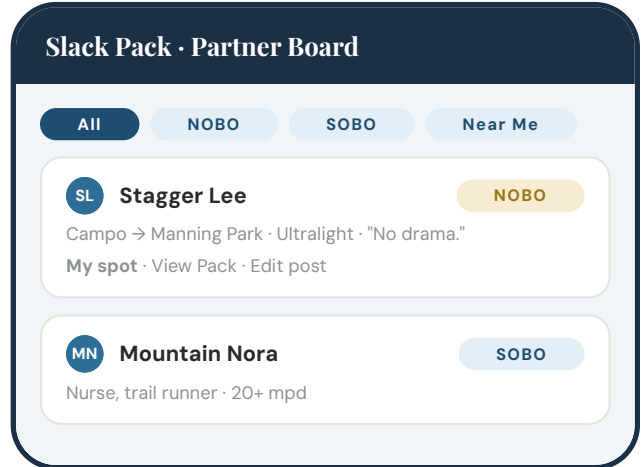 Slack Pack · Partner Board
All NOBO SOBO Near Me
SL Stagger Lee NOBO
Campo → Manning Park · Ultralight · "No drama."
My spot · View Pack · Edit post
MN Mountain Nora SOBO
Nurse, trail runner · 20+ mpd